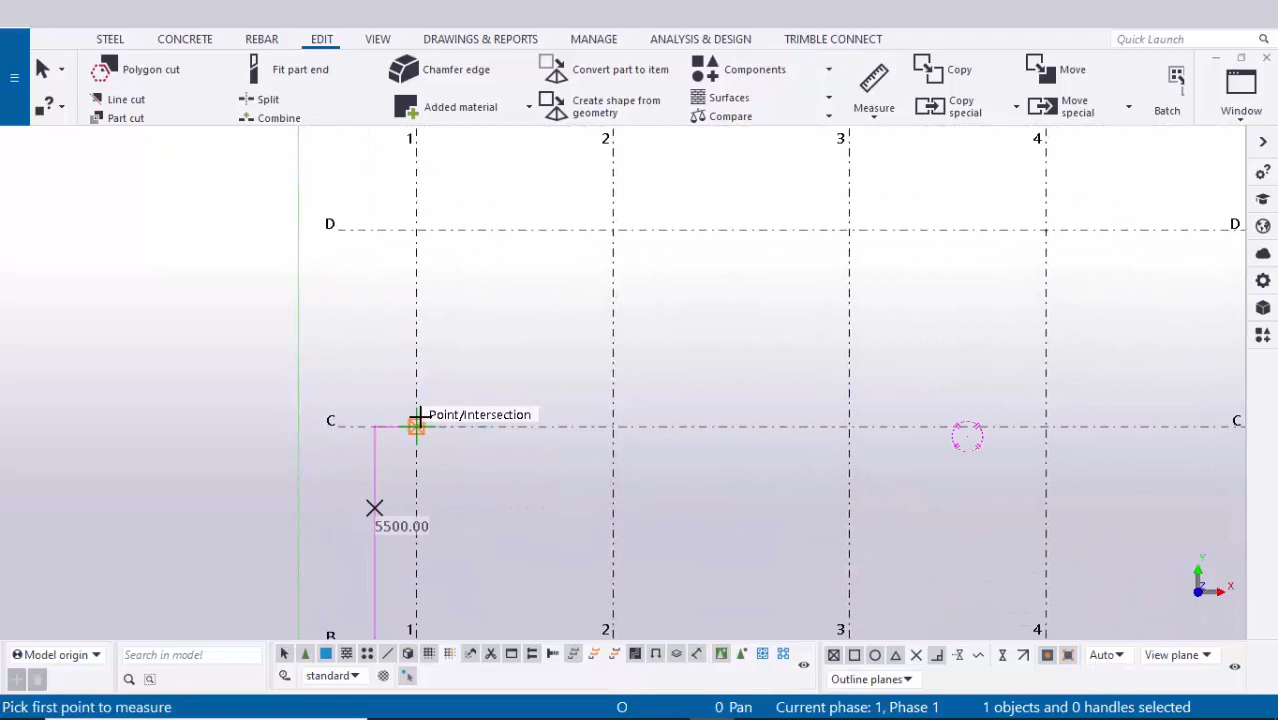 STEEL CONCRETE REBAR EDIT VIEW DRAWINGS & REPORTS MANAGE ANALYSIS & DESIGN TRIMBLE CONNECT Quick Launch
Polygon cut Fit part end Chamfer edge Convert part to item Components Copy Move
Line cut Split Added material Create shape from geometry Surfaces Measure Copy special Move special Batch Window
Part cut Combine Compare
1 2 3 4
D D
Point/Intersection
C C
5500.00
Y
Z X
B 1 2 3 4
Model origin Search in model Auto View plane
standard Outline planes
Pick first point to measure O 0 Pan Current phase: 1, Phase 1 1 objects and 0 handles selected